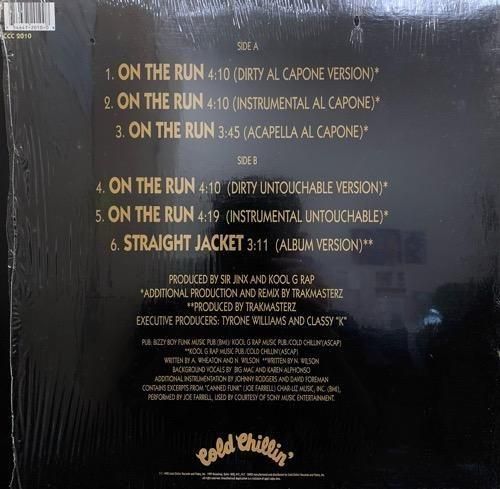 CCC 2010
SIDE A
1. ON THE RUN 4:10 (DIRTY AL CAPONE VERSION)*
2. ON THE RUN 4:10 (INSTRUMENTAL AL CAPONE)*
3. ON THE RUN 3:45 (ACAPELLA AL CAPONE)*
SIDE B
4. ON THE RUN 4:10 (DIRTY UNTOUCHABLE VERSION)*
5. ON THE RUN 4:19 (INSTRUMENTAL UNTOUCHABLE)*
6. STRAIGHT JACKET 3:11 (ALBUM VERSION)**
PRODUCED BY SIR JINX AND KOOL G RAP
*ADDITIONAL PRODUCTION AND REMIX BY TRAKMASTERZ
**PRODUCED BY TRAKMASTERZ
EXECUTIVE PRODUCERS: TYRONE WILLIAMS AND CLASSY "K"
PUB: BIZZY BOY FUNK MUSIC PUB (BMI)/ KOOL G RAP MUSIC PUB./COLD CHILLIN'(ASCAP)
**KOOL G RAP MUSIC PUB /COLD CHILLIN'(ASCAP)
WRITTEN BY A. WHEATON AND N. WILSON **WRITTEN BY N. WILSON
BACKGROUND VOCALS BY BIG MAC AND KAREN ALPHONSO
ADDITIONAL INSTRUMENTATION BY JOHNNY RODGERS AND DAVID FOREMAN
CONTAINS EXCERPTS FROM "CANNED FUNK" (JOE FARRELL) CHAR-LIZ MUSIC, INC. (BMI),
PERFORMED BY JOE FARRELL, USED BY COURTESY OF SONY MUSIC ENTERTAINMENT.
Cold Chillin'